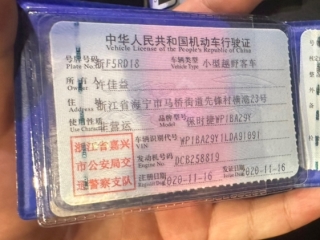 中华人民共和国机动车行驶证
Vehicle License of the People's Republic of China
号牌号码 浙F5RD18 车辆类型 小型越野客车
Plate No. Vehicle Type
所有人 许佳益
Owner
住址 浙江省海宁市马桥街道先锋村 23号
Address
使用性质 非营运 品牌型号 保时捷WP1BA29Y
Use Character Model
浙江省嘉兴
市公安局交
通警察支队
车辆识别代号 WP1BA29Y1LDA91091
VIN
发动机号码 DCB258819
Engine No.
注册日期 2020-11-16 发证日期 2020-11-16